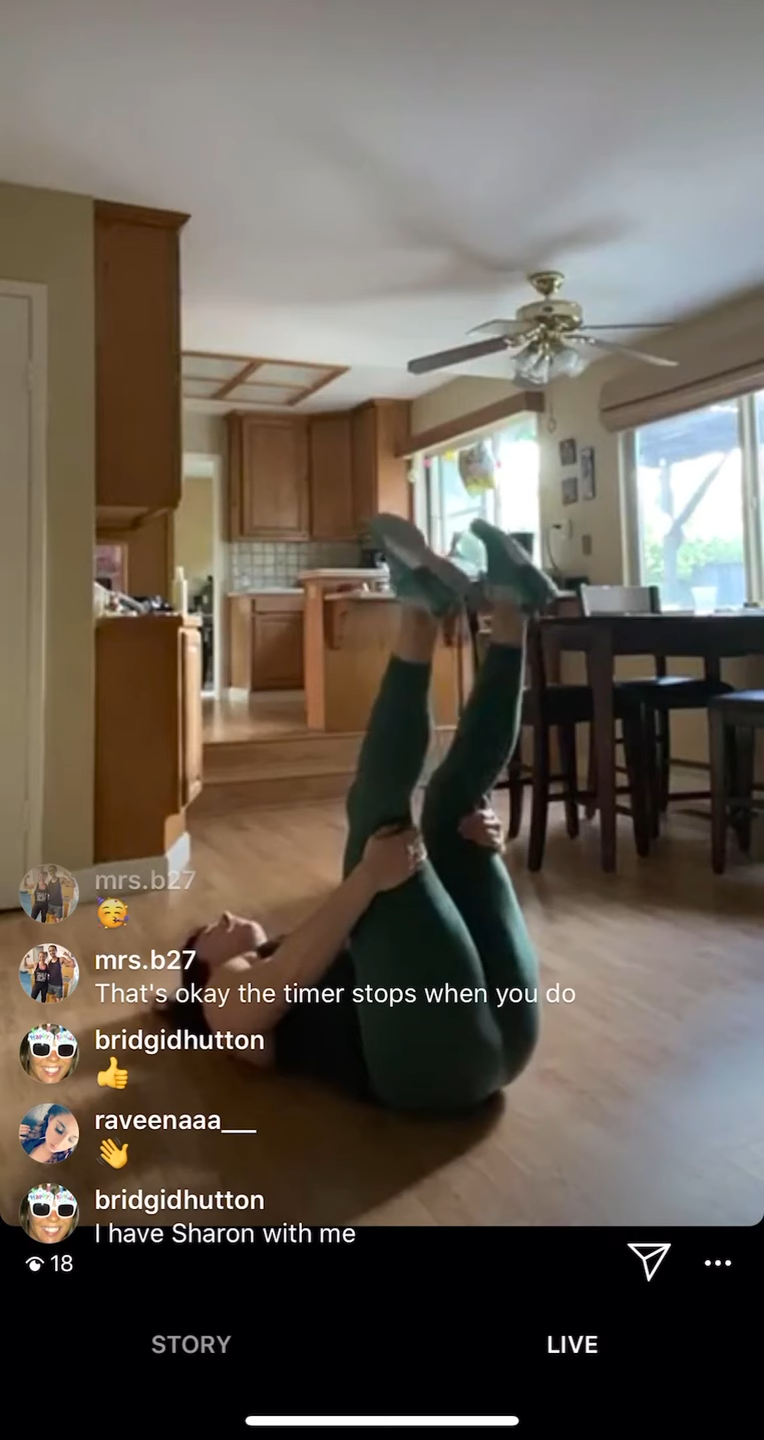 mrs.b27
🥳
mrs.b27
That's okay the timer stops when you do
bridgidhutton
👍
raveenaaa___
👋
bridgidhutton
I have Sharon with me
18
STORY
LIVE